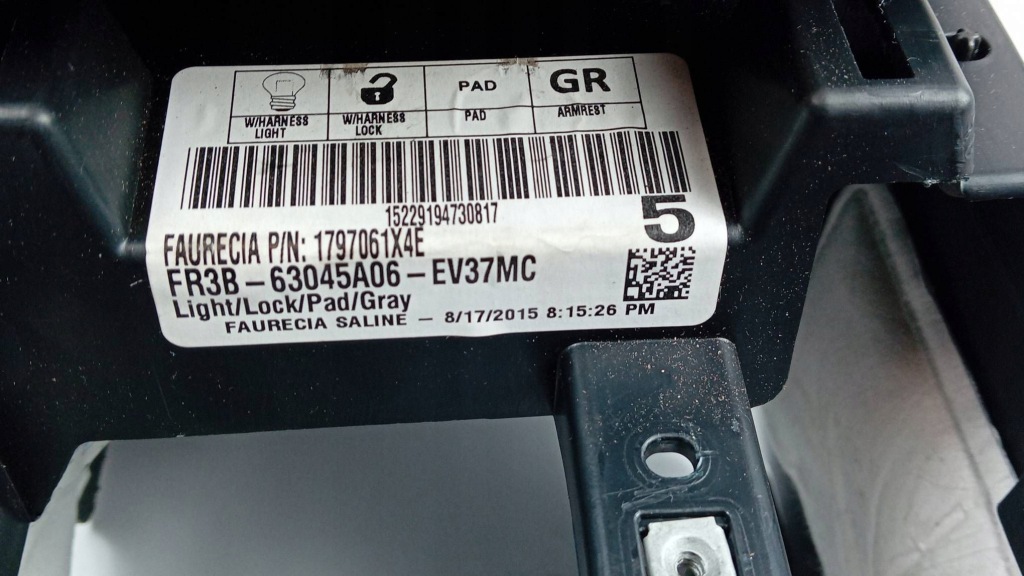 PAD
GR
W/HARNESS
LIGHT
W/HARNESS
LOCK
PAD
ARMREST
15229194730817
5
FAURECIA P/N: 1797061X4E
FR3B-63045A06-EV37MC
Light/Lock/Pad/Gray
FAURECIA SALINE - 8/17/2015 8:15:26 PM